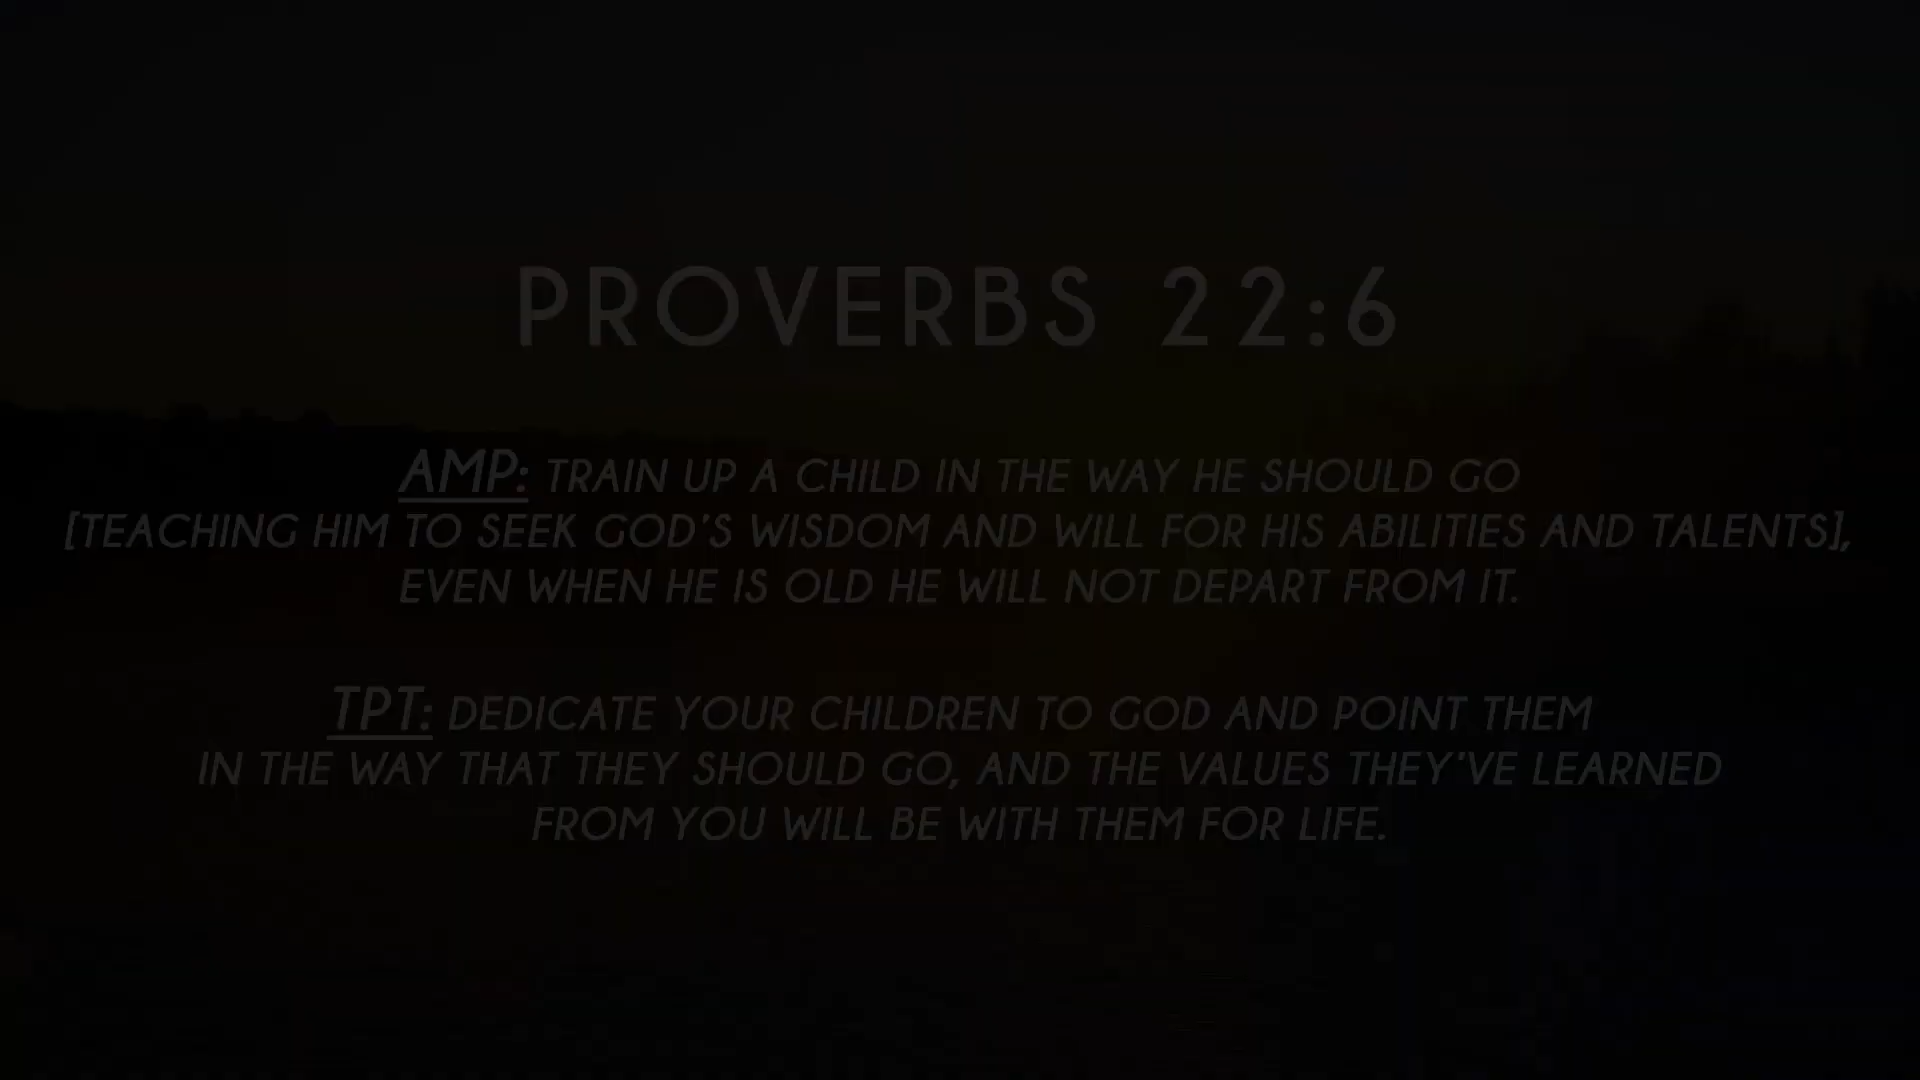 PROVERBS 22:6
AMP: TRAIN UP A CHILD IN THE WAY HE SHOULD GO
[TEACHING HIM TO SEEK GOD'S WISDOM AND WILL FOR HIS ABILITIES AND TALENTS],
EVEN WHEN HE IS OLD HE WILL NOT DEPART FROM IT.
TPT: DEDICATE YOUR CHILDREN TO GOD AND POINT THEM
IN THE WAY THAT THEY SHOULD GO, AND THE VALUES THEY'VE LEARNED
FROM YOU WILL BE WITH THEM FOR LIFE.